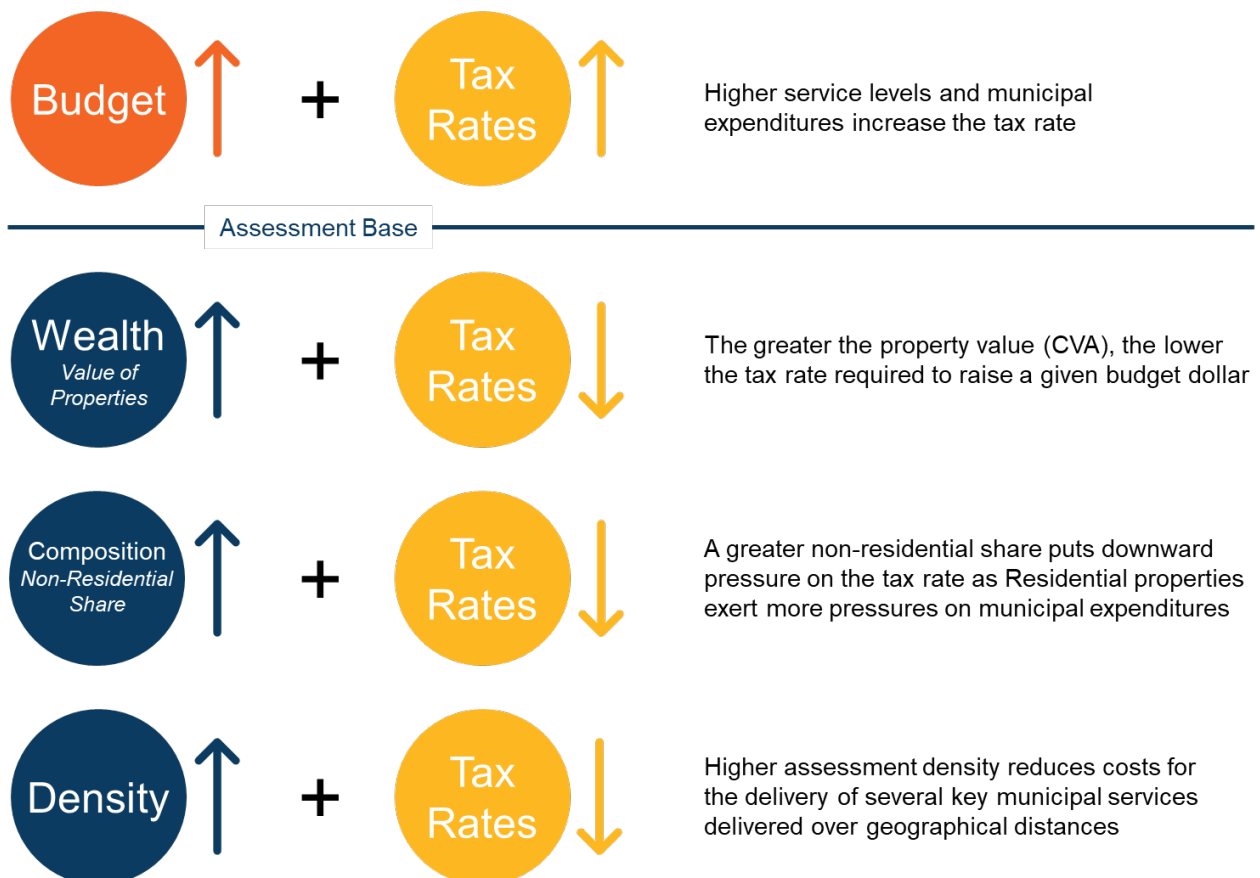 Budget
+
Tax
Rates
Higher service levels and municipal
expenditures increase the tax rate
Assessment Base
Wealth
Value of
Properties
+
Tax
Rates
The greater the property value (CVA), the lower
the tax rate required to raise a given budget dollar
Composition
Non-Residential
Share
+
Tax
Rates
A greater non-residential share puts downward
pressure on the tax rate as Residential properties
exert more pressures on municipal expenditures
Density
+
Tax
Rates
Higher assessment density reduces costs for
the delivery of several key municipal services
delivered over geographical distances